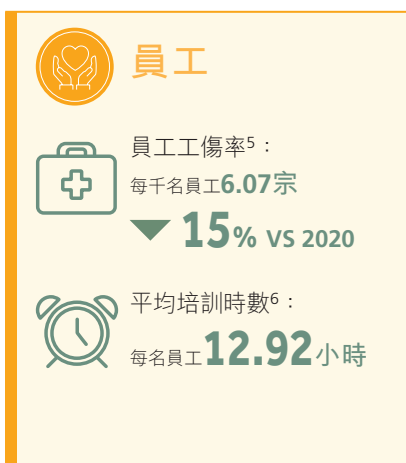 員工
員工工傷率5：
每千名員工6.07宗
15% VS 2020
平均培訓時數6：
每名員工12.92小時